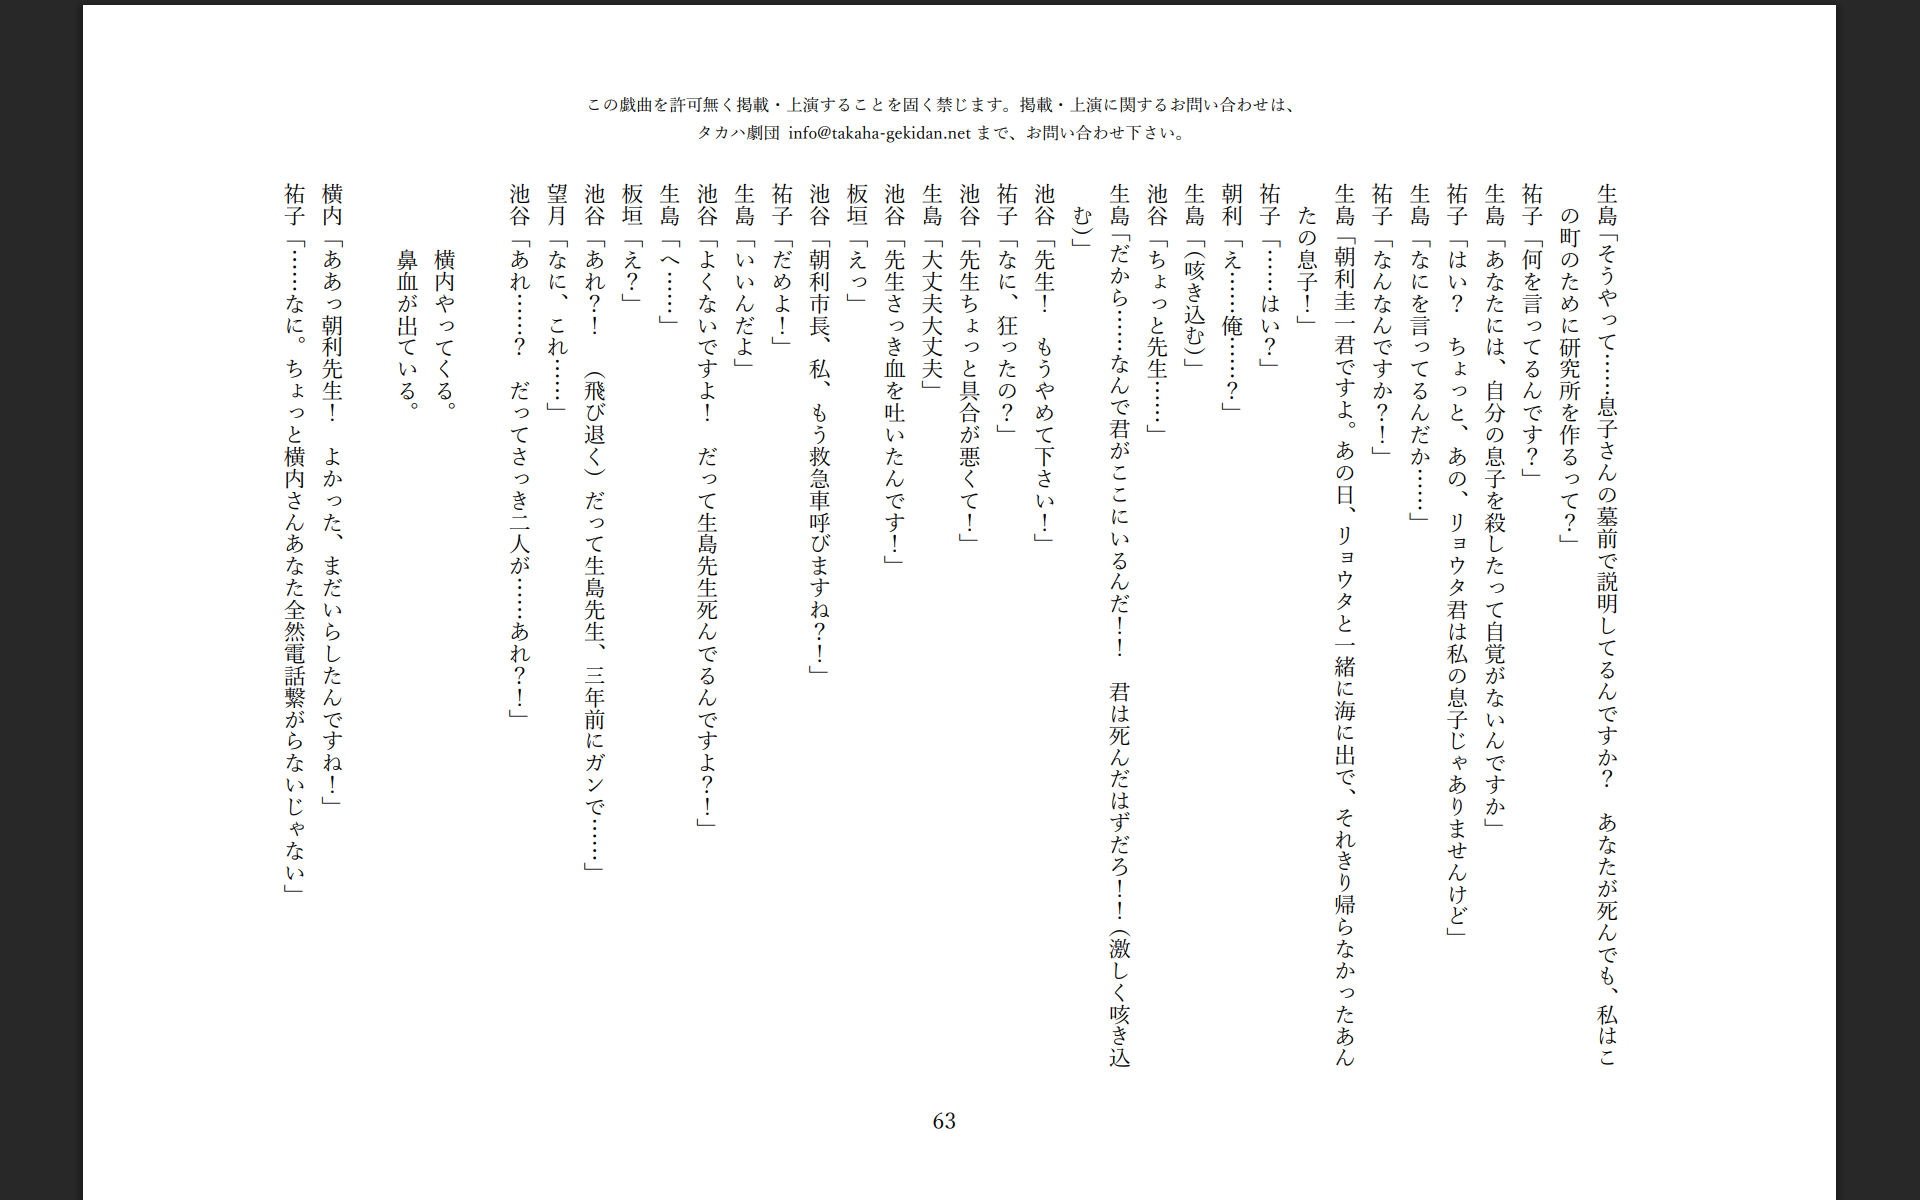 この戯曲を許可無く掲載・上演することを固く禁じます。掲載・上演に関するお問い合わせは、
タカハ劇団 info@takaha-gekidan.net まで、お問い合わせ下さい。
生島「そうやって……息子さんの墓前で説明してるんですか？　あなたが死んでも、私はこ
の町のために研究所を作るって？」
祐子「何を言ってるんです？」
生島「あなたには、自分の息子を殺したって自覚がないんですか」
祐子「はい？　ちょっと、あの、リョウタ君は私の息子じゃありませんけど」
生島「なにを言ってるんだか……」
祐子「なんなんですか？！」
生島「朝利圭一君ですよ。あの日、リョウタと一緒に海に出で、それきり帰らなかったあん
たの息子！」
祐子「……はい？」
朝利「え……俺……？」
生島「（咳き込む）」
池谷「ちょっと先生……」
生島「だから……なんで君がここにいるんだ！！　君は死んだはずだろ！！（激しく咳き込
む）」
池谷「先生！　もうやめて下さい！」
祐子「なに、狂ったの？」
池谷「先生ちょっと具合が悪くて！」
生島「大丈夫大丈夫」
池谷「先生さっき血を吐いたんです！」
板垣「えっ」
池谷「朝利市長、私、もう救急車呼びますね？！」
祐子「だめよ！」
生島「いいんだよ」
池谷「よくないですよ！　だって生島先生死んでるんですよ？！」
生島「へ……」
板垣「え？」
池谷「あれ？！　（飛び退く）だって生島先生、三年前にガンで……」
望月「なに、これ……」
池谷「あれ……？　だってさっき二人が……あれ？！」
横内やってくる。
鼻血が出ている。
横内「ああっ朝利先生！　よかった、まだいらしたんですね！」
祐子「……なに。ちょっと横内さんあなた全然電話繋がらないじゃない」
63